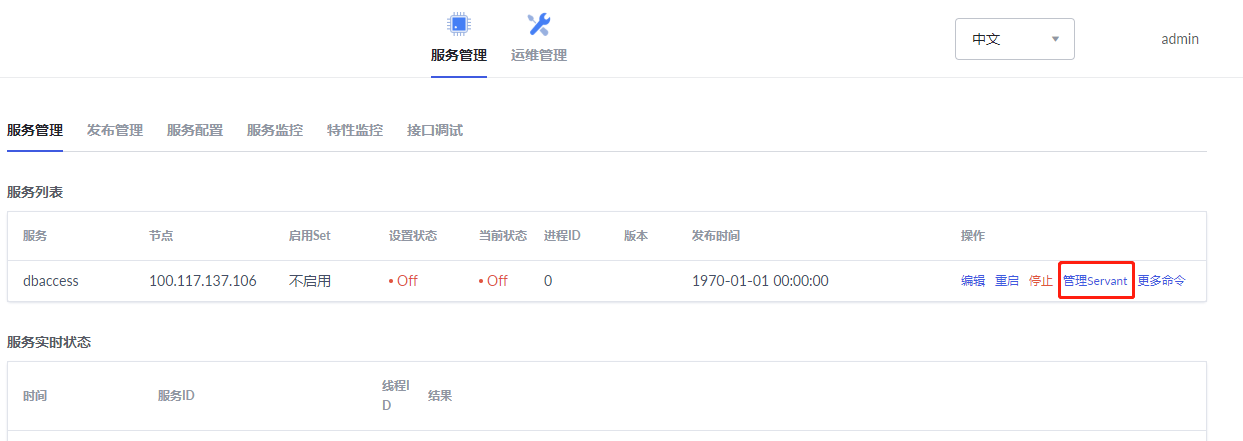 服务管理 运维管理 中文 admin
服务管理 发布管理 服务配置 服务监控 特性监控 接口调试
服务列表
服务 节点 启用Set 设置状态 当前状态 进程ID 版本 发布时间 操作
dbaccess 100.117.137.106 不启用 • Off • Off 0 1970-01-01 00:00:00 编辑 重启 停止 管理Servant 更多命令
服务实时状态
时间 服务ID 线程I
D 结果